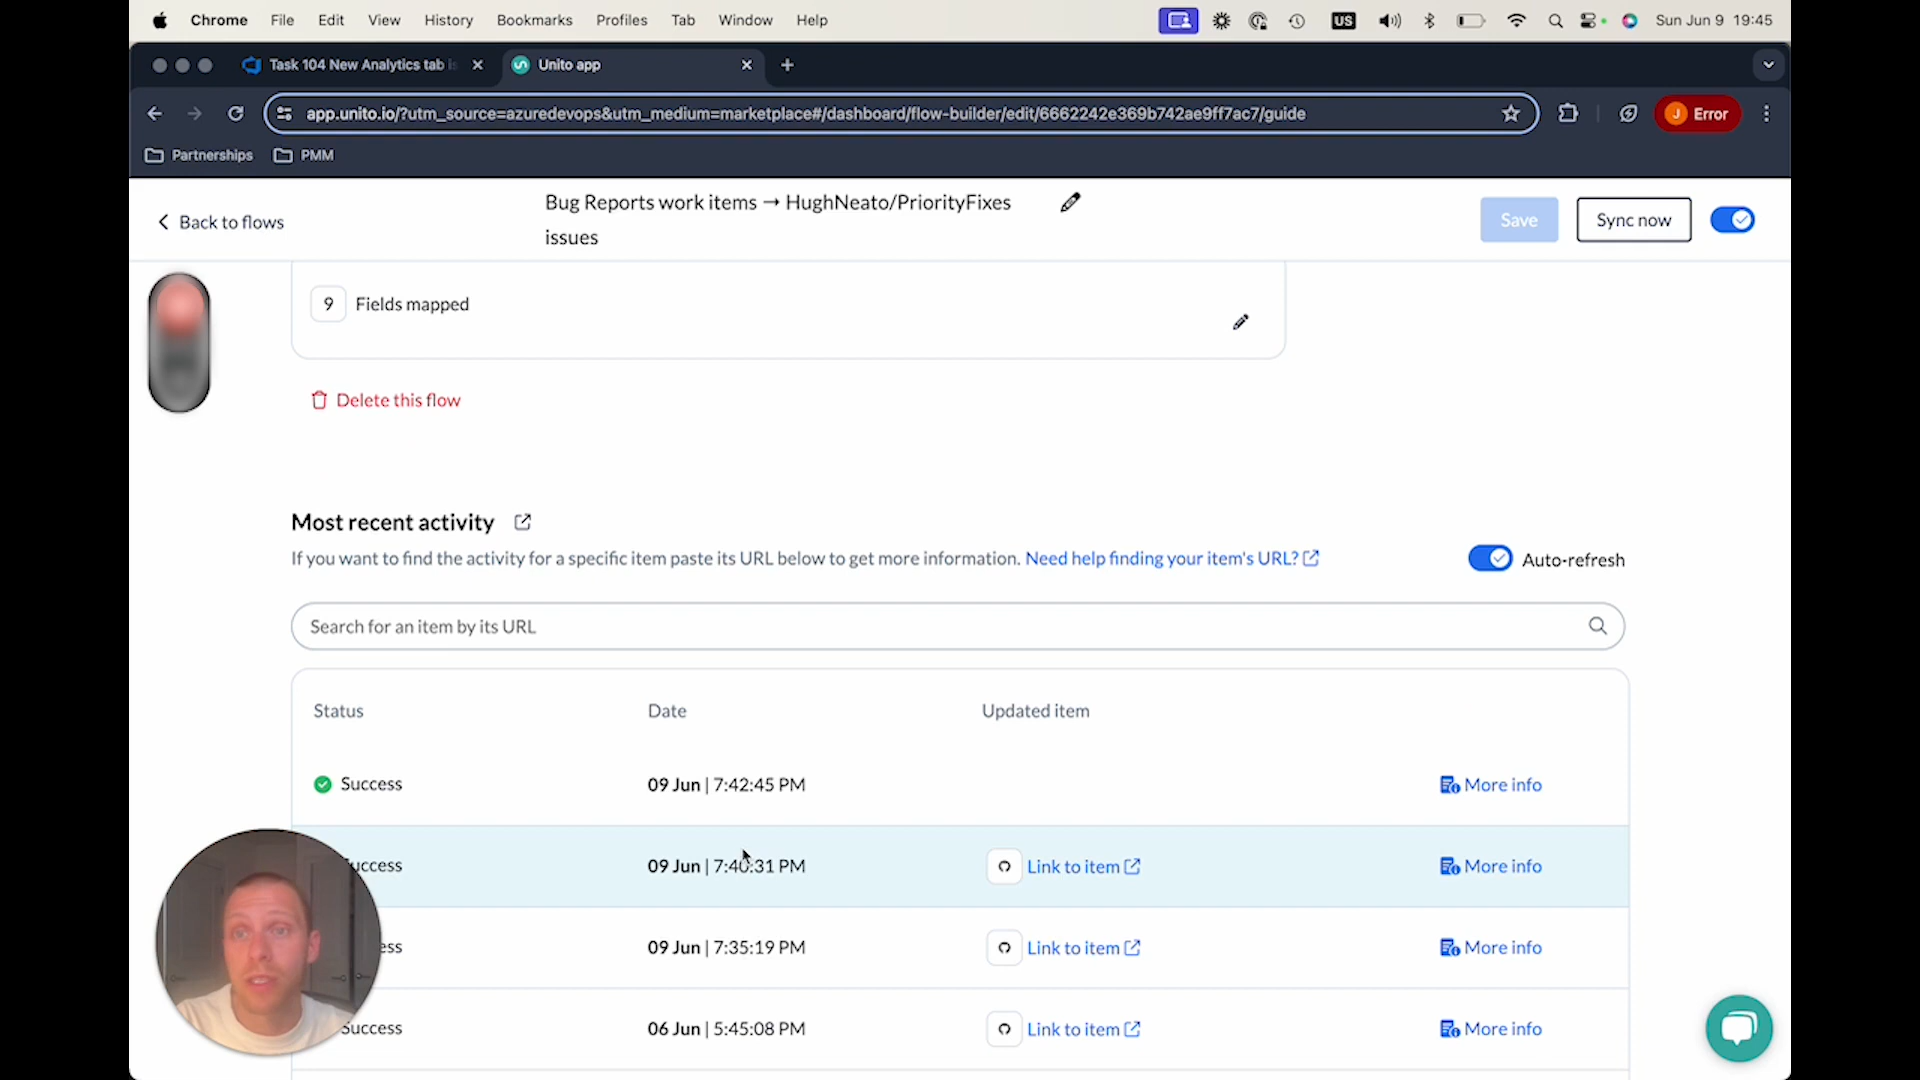 Chrome File Edit View History Bookmarks Profiles Tab Window Help US Sun Jun 9 19:45
Task 104 New Analytics tab Unito app
app.unito.io/?utm_source=azuredevops&utm_medium=marketplace#/dashboard/flow-builder/edit/6662242e369b742ae9ff7ac7/guide J Error
Partnerships PMM
Back to flows
Bug Reports work items → HughNeato/PriorityFixes
issues
Save Sync now
9 Fields mapped
Delete this flow
Most recent activity
If you want to find the activity for a specific item paste its URL below to get more information. Need help finding your item's URL? Auto-refresh
Search for an item by its URL
Status Date Updated item
Success 09 Jun | 7:42:45 PM More info
uccess 09 Jun | 7:40:31 PM Link to item More info
ess 09 Jun | 7:35:19 PM Link to item More info
Success 06 Jun | 5:45:08 PM Link to item More info